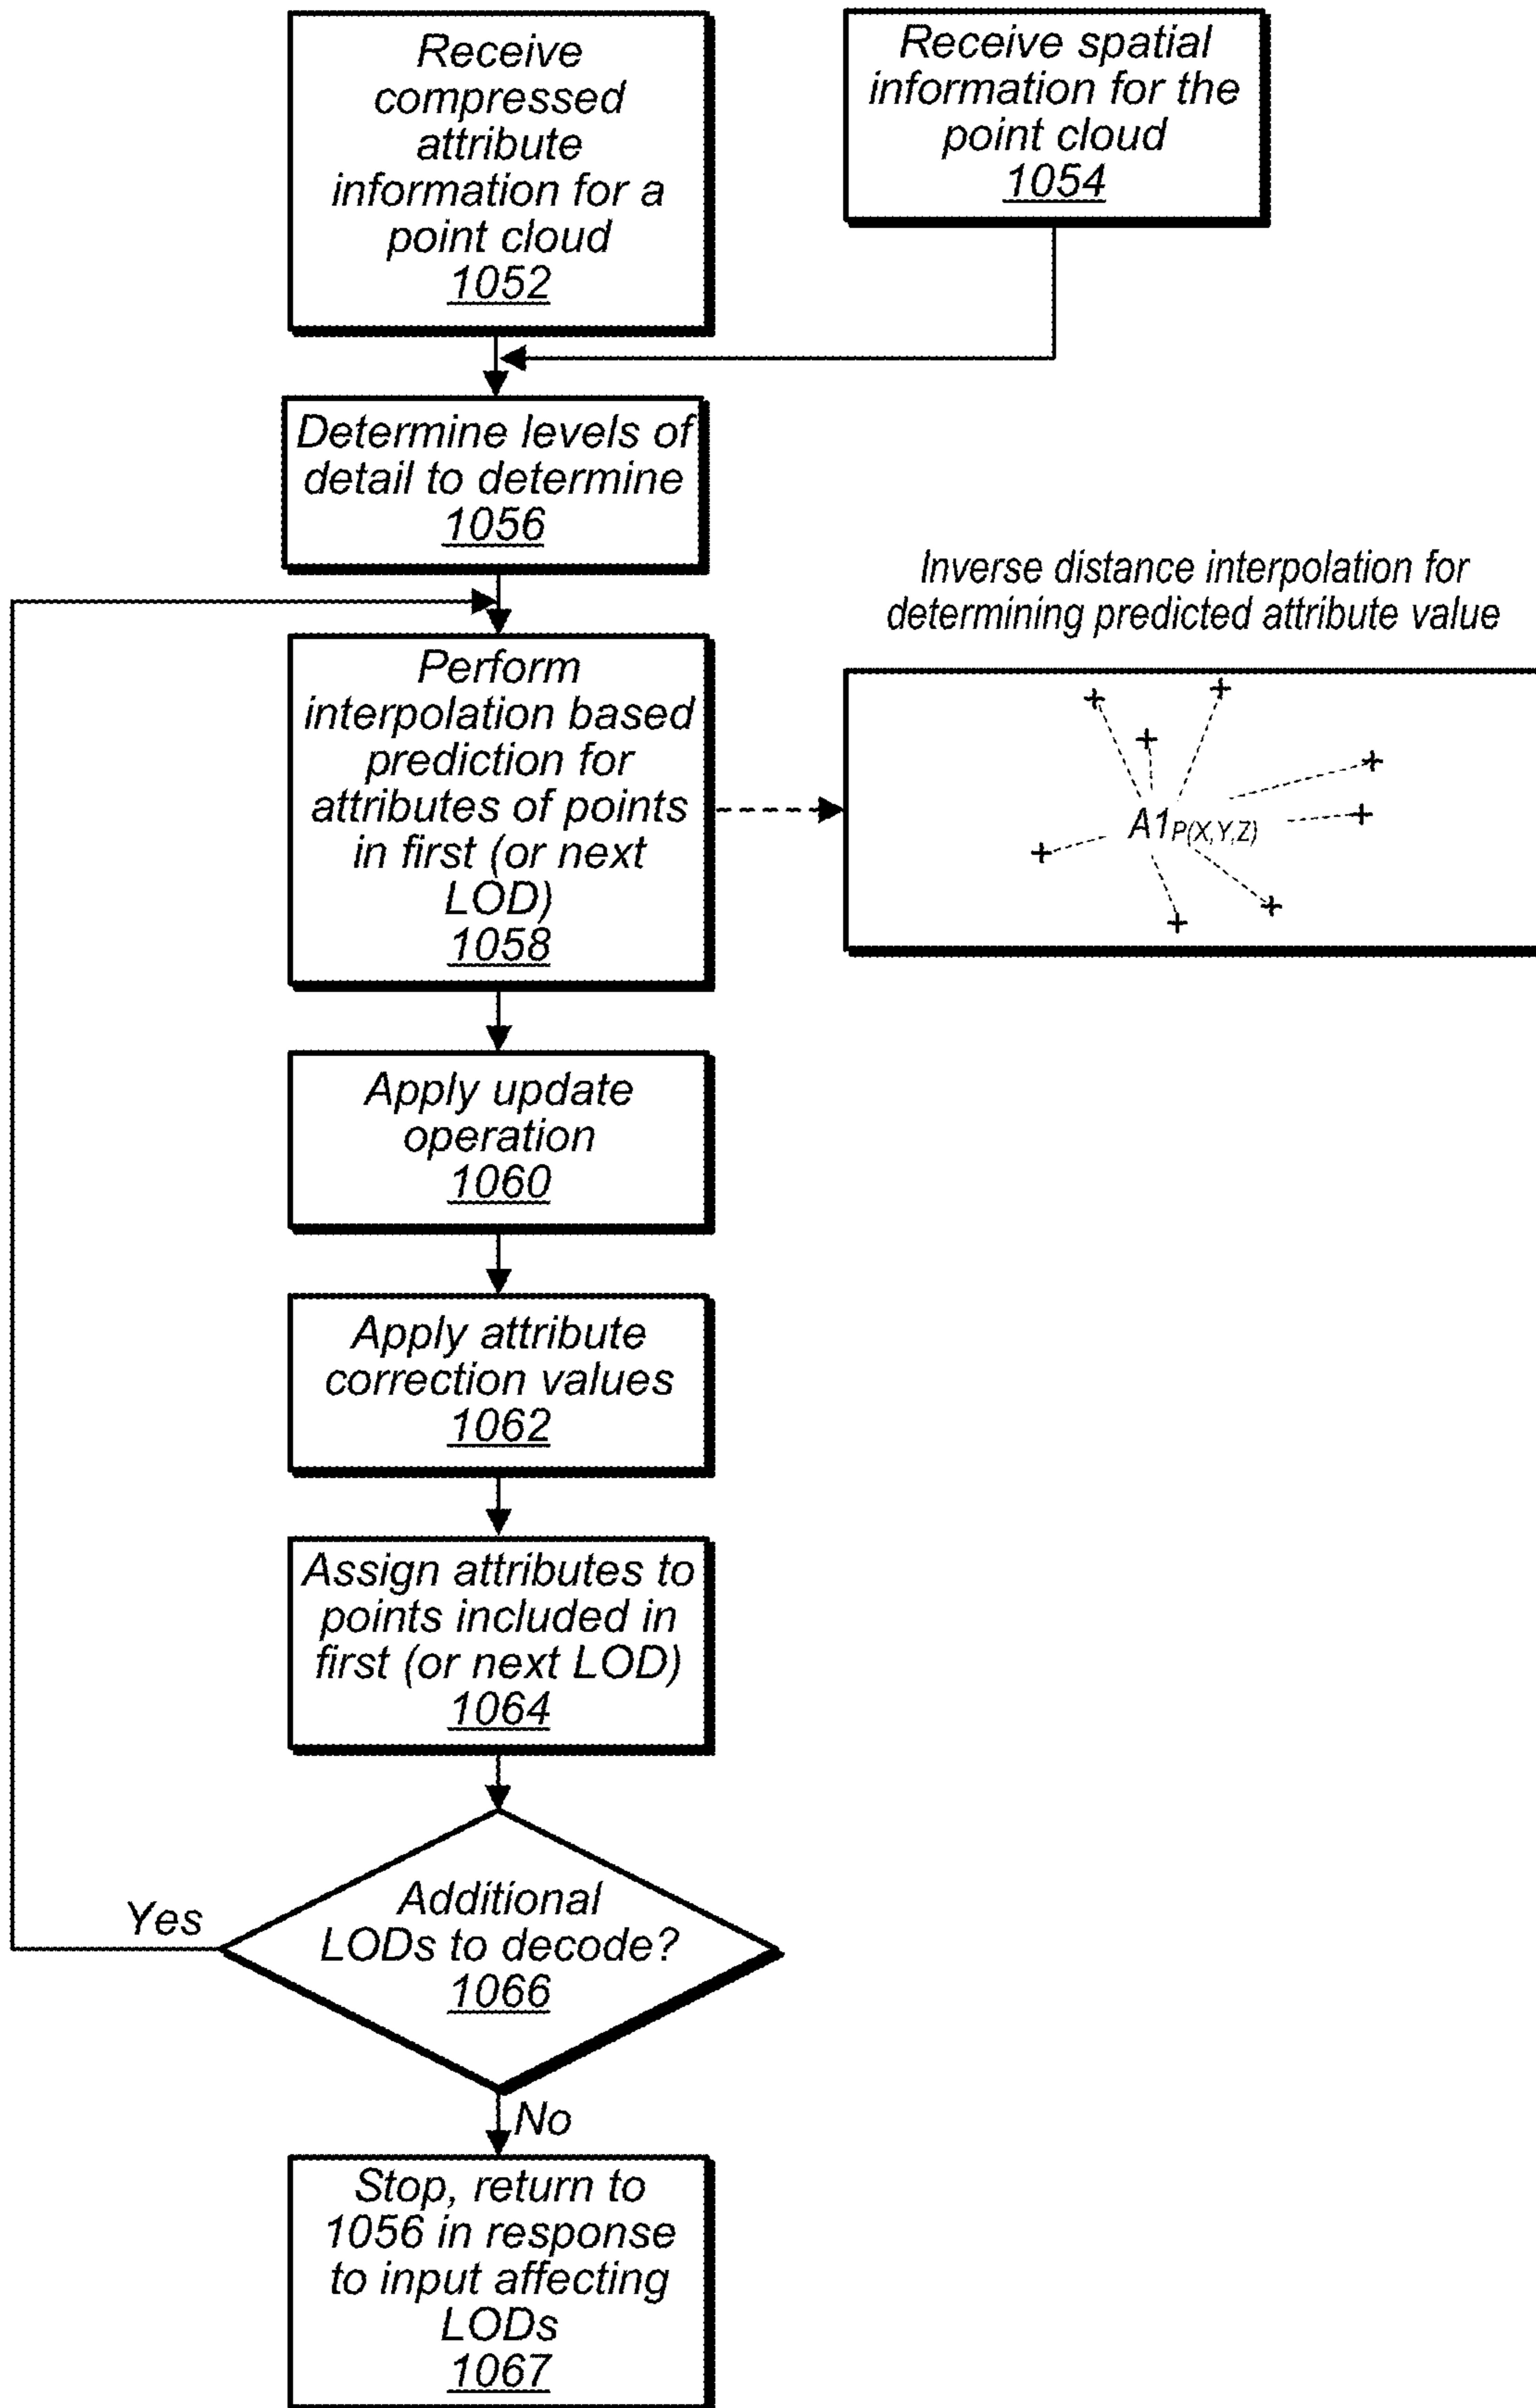 Receive
compressed
attribute
information for a
point cloud
1052
Receive spatial
information for the
point cloud
1054
Determine levels of
detail to determine
1056
Inverse distance interpolation for
determining predicted attribute value
Perform
interpolation based
prediction for
attributes of points
in first (or next
LOD)
1058
A1P(X,Y,Z)
Apply update
operation
1060
Apply attribute
correction values
1062
Assign attributes to
points included in
first (or next LOD)
1064
Additional
LODs to decode?
1066
Yes
No
Stop, return to
1056 in response
to input affecting
LODs
1067